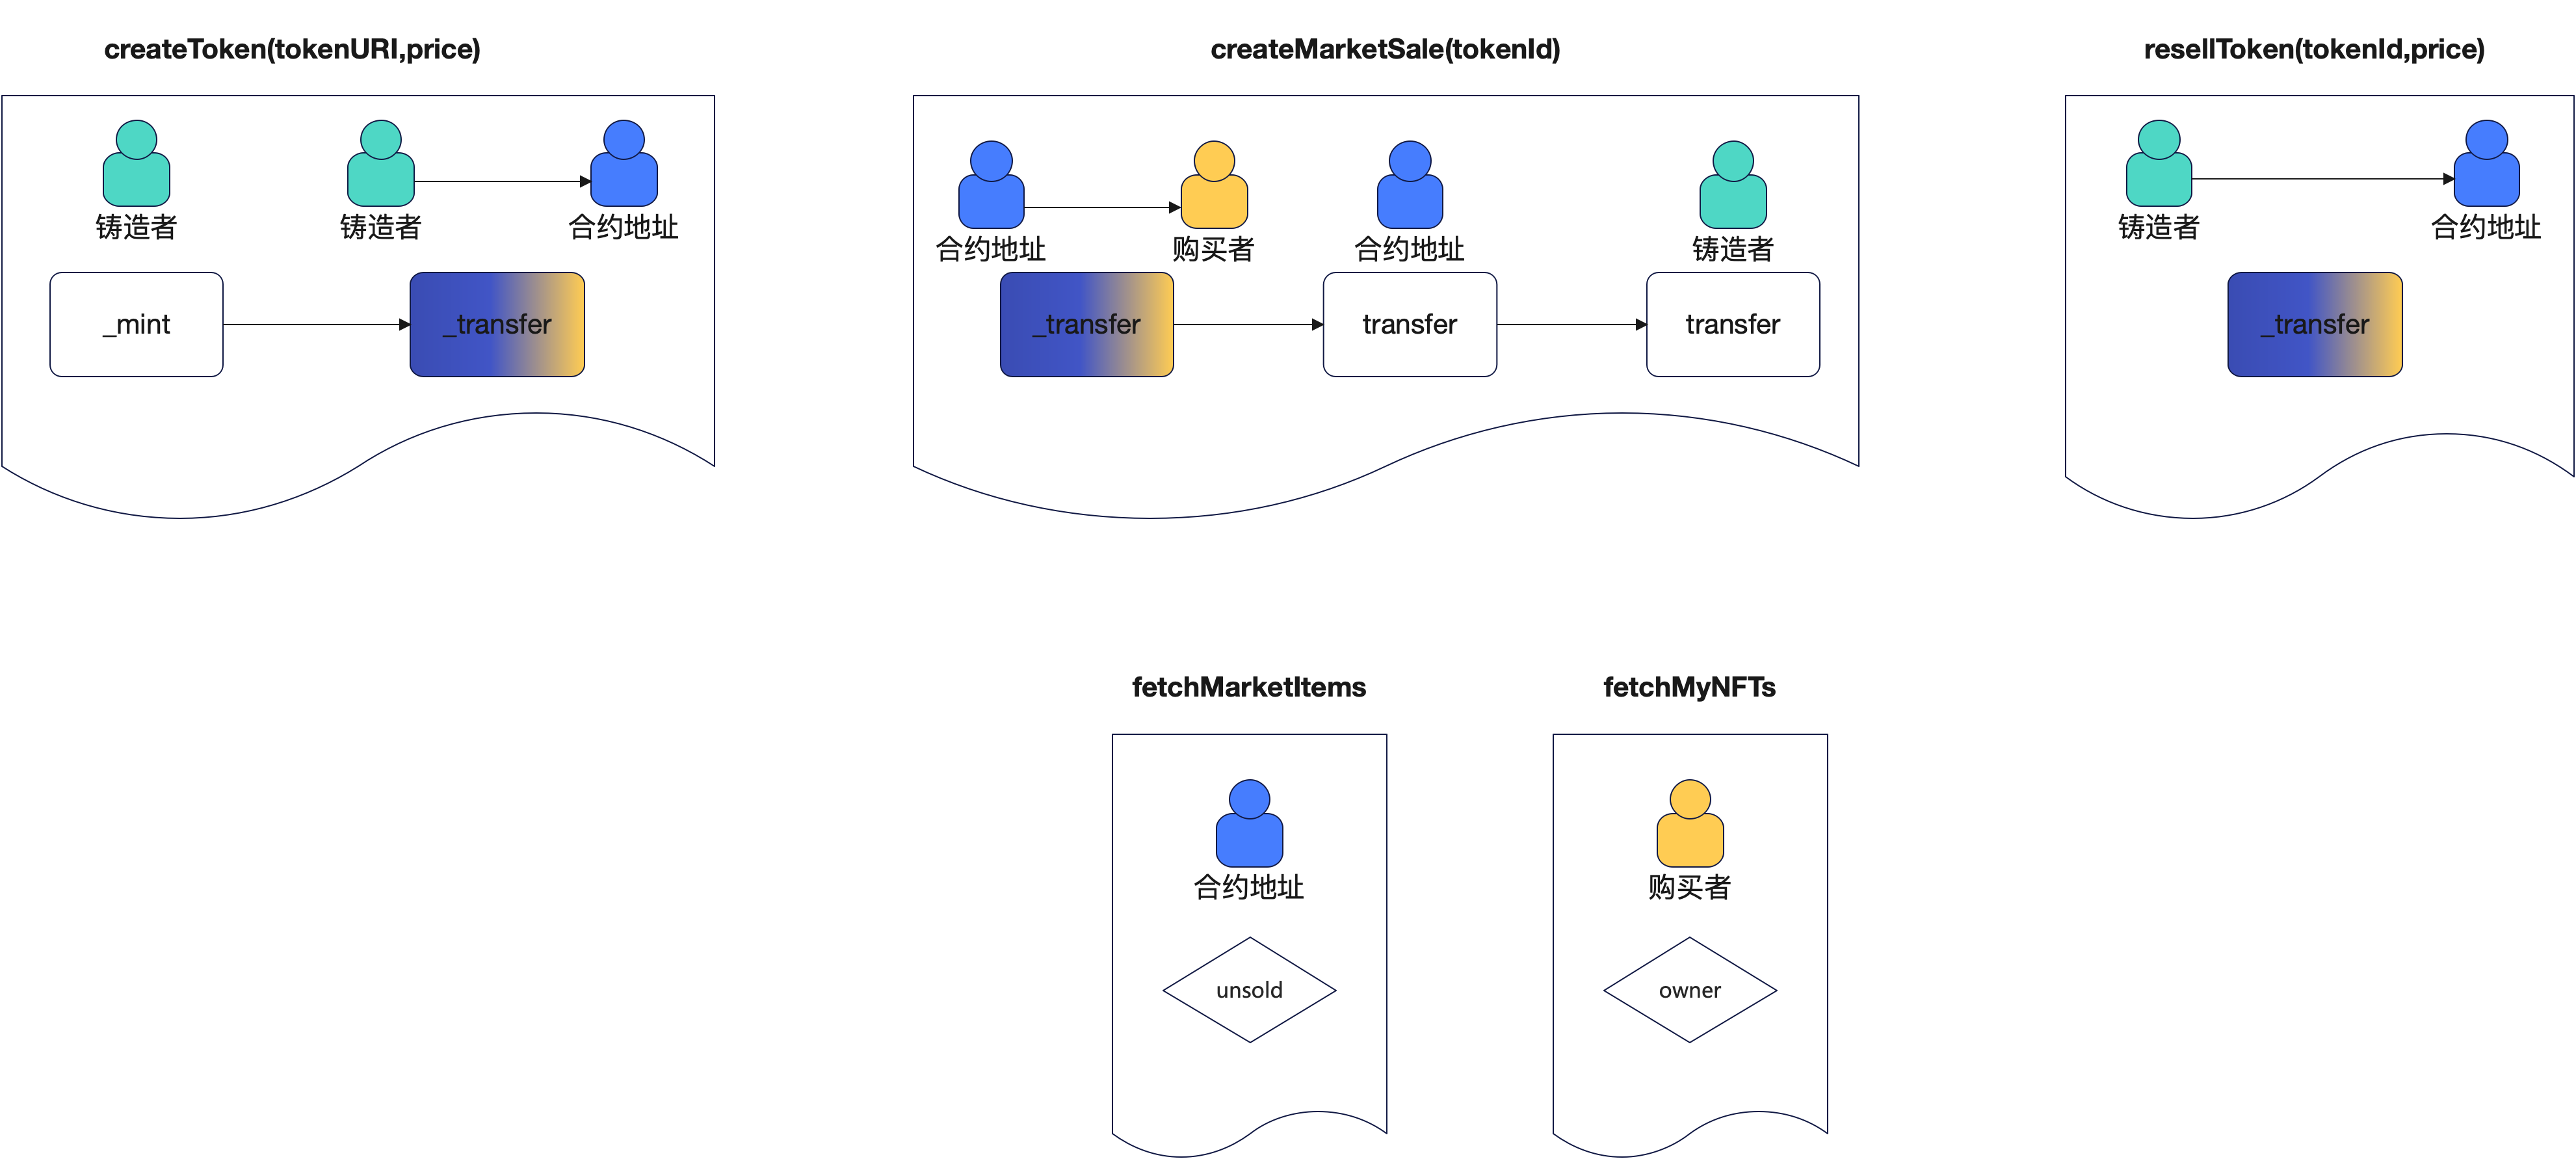 createToken(tokenURI,price)
铸造者
铸造者
合约地址
_mint
_transfer
createMarketSale(tokenId)
合约地址
购买者
合约地址
铸造者
_transfer
transfer
transfer
resellToken(tokenId,price)
铸造者
合约地址
_transfer
fetchMarketItems
合约地址
unsold
fetchMyNFTs
购买者
owner